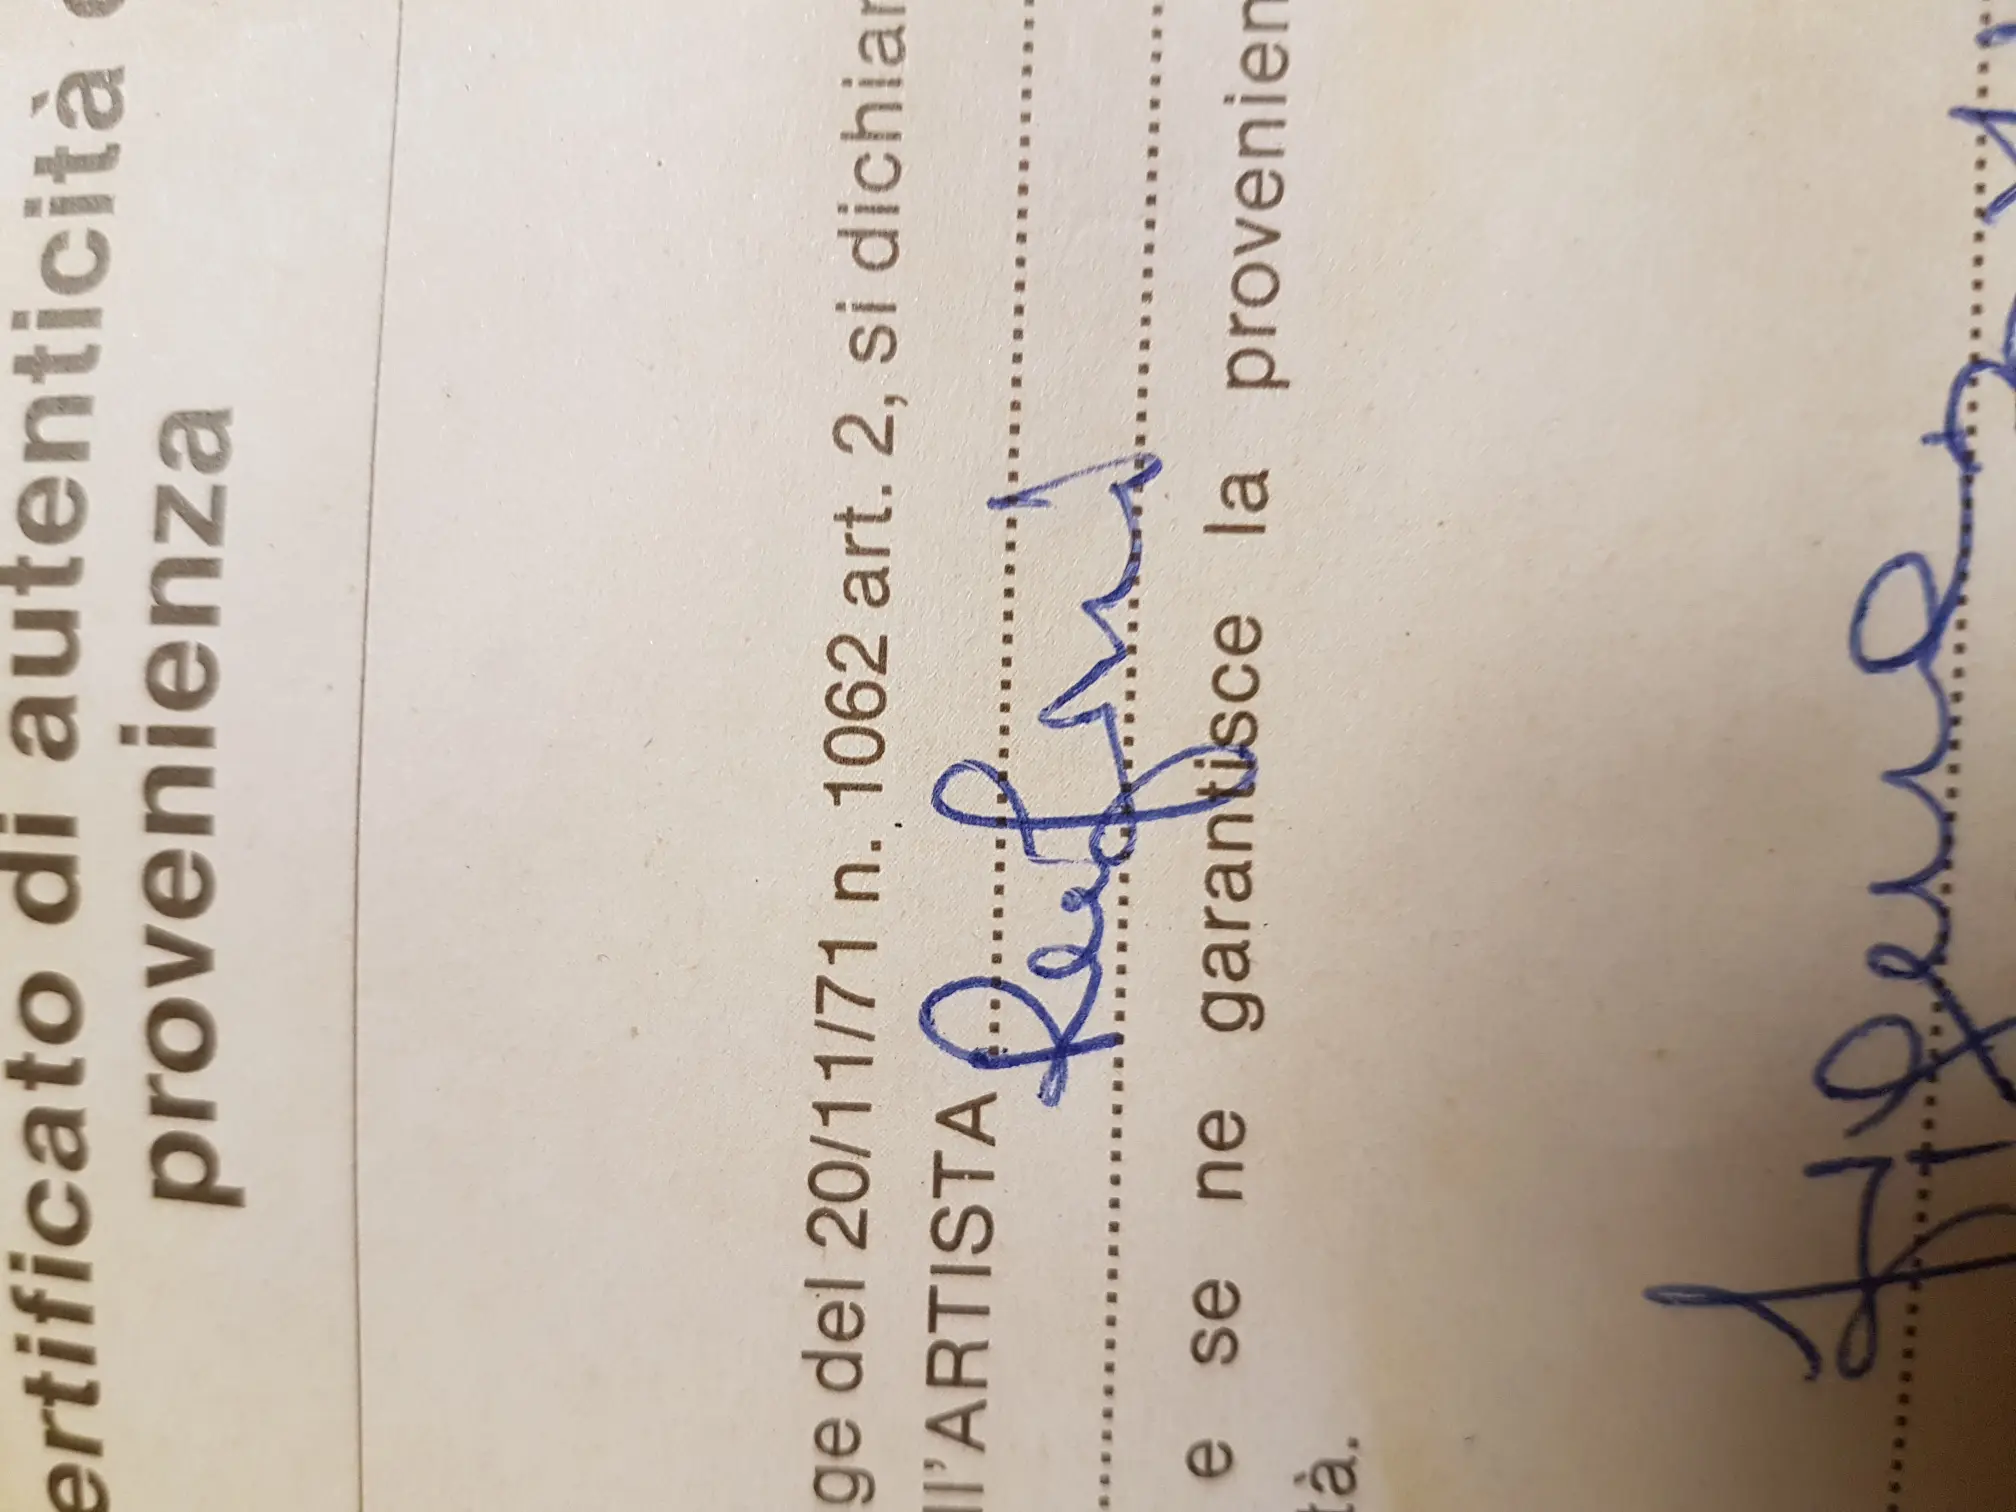 ertificato di autenticità
provenienza
ge del 20/11/71 n. 1062 art. 2, si dichiar
ll'ARTISTA
e se ne garantisce la provenien
tà.